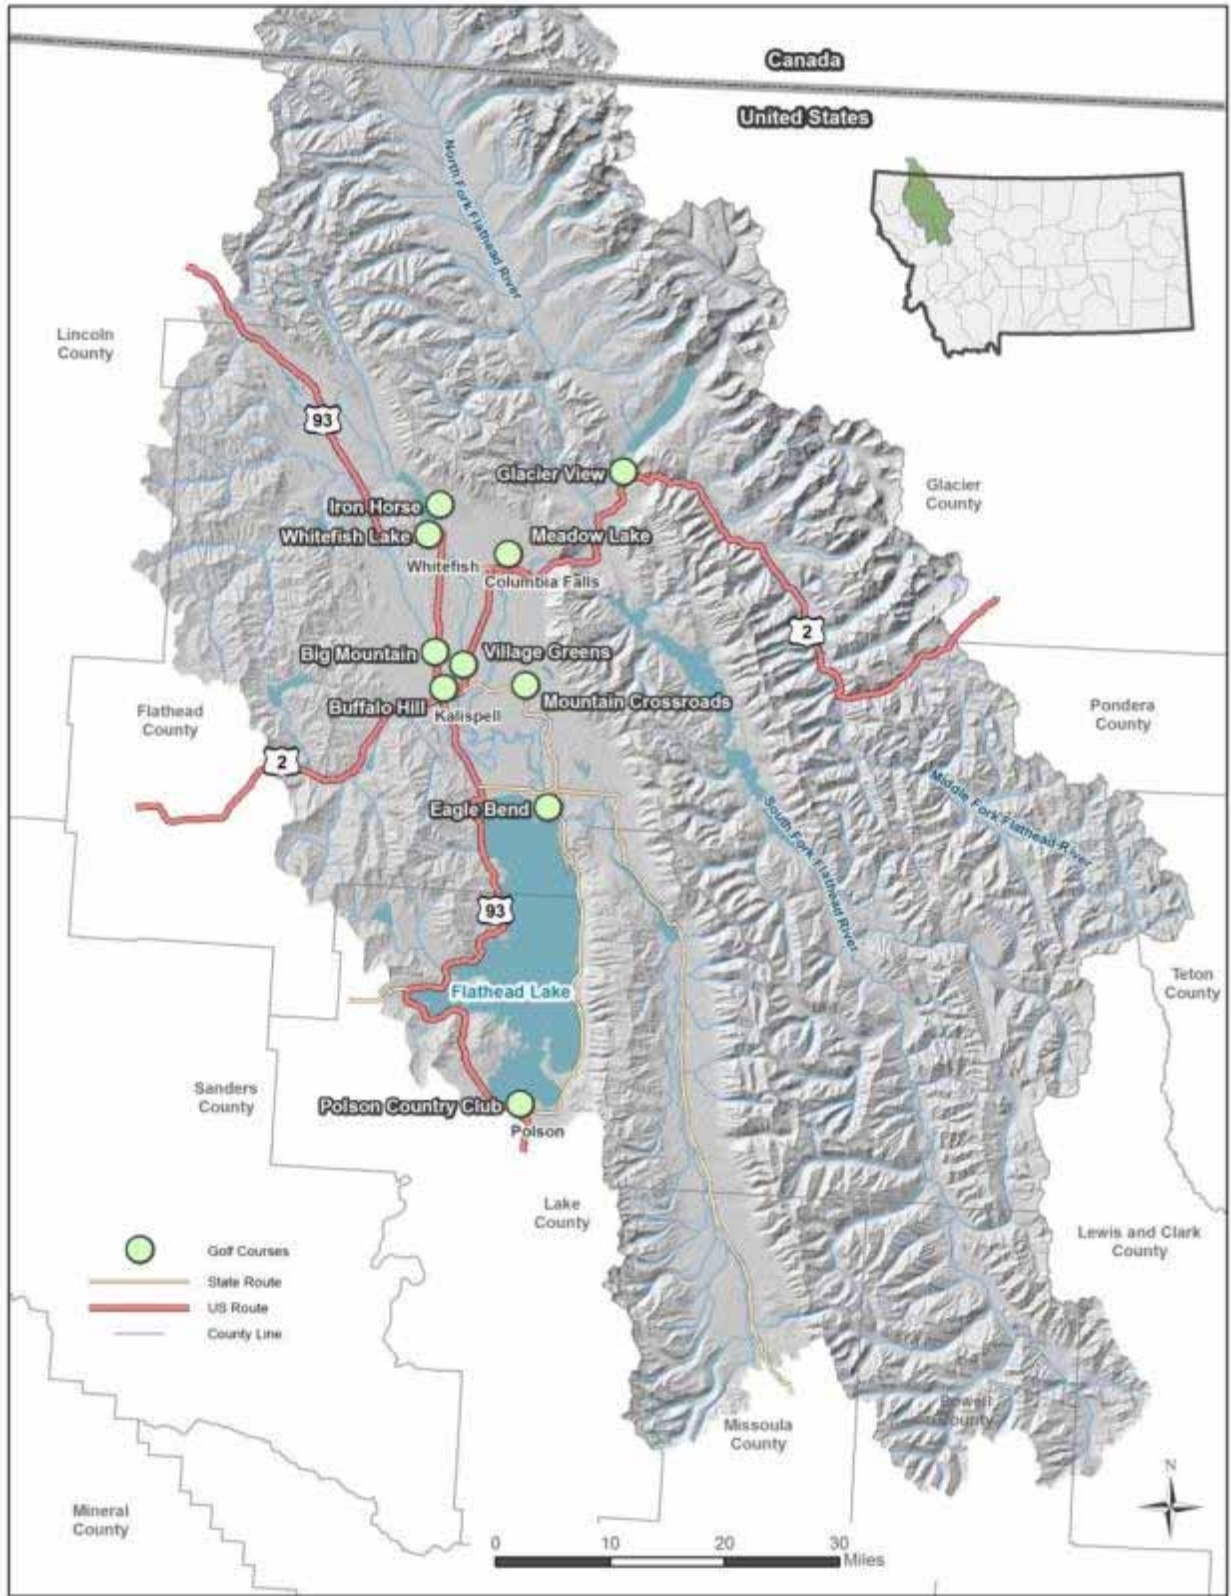 Canada
United States
North Fork Flathead River
Lincoln
County
93
Glacier View
Glacier
County
Iron Horse
Whitefish Lake
Meadow Lake
Whitefish
Columbia Falls
2
Big Mountain
Village Greens
Buffalo Hill
Mountain Crossroads
Kalispell
Flathead
County
Pondera
County
2
Middle Fork Flathead River
Eagle Bend
South Fork Flathead River
93
Flathead Lake
Teton
County
Sanders
County
Polson Country Club
Polson
Lake
County
Lewis and Clark
County
Golf Courses
State Route
US Route
County Line
Powell
County
Missoula
County
Mineral
County
N
0 10 20 30
Miles